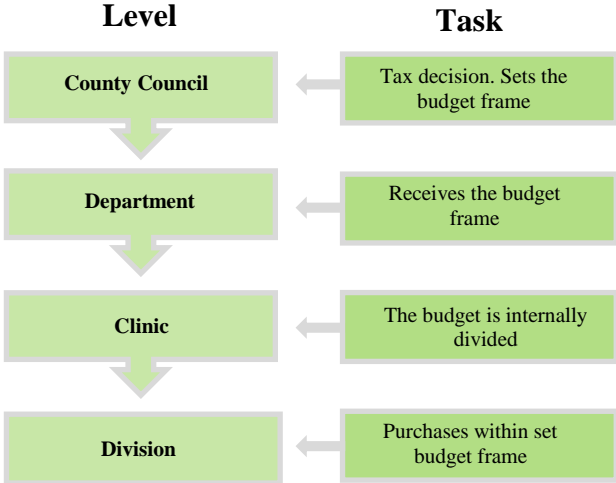 Level
Task
County Council
Tax decision. Sets the
budget frame
Department
Receives the budget
frame
Clinic
The budget is internally
divided
Division
Purchases within set
budget frame